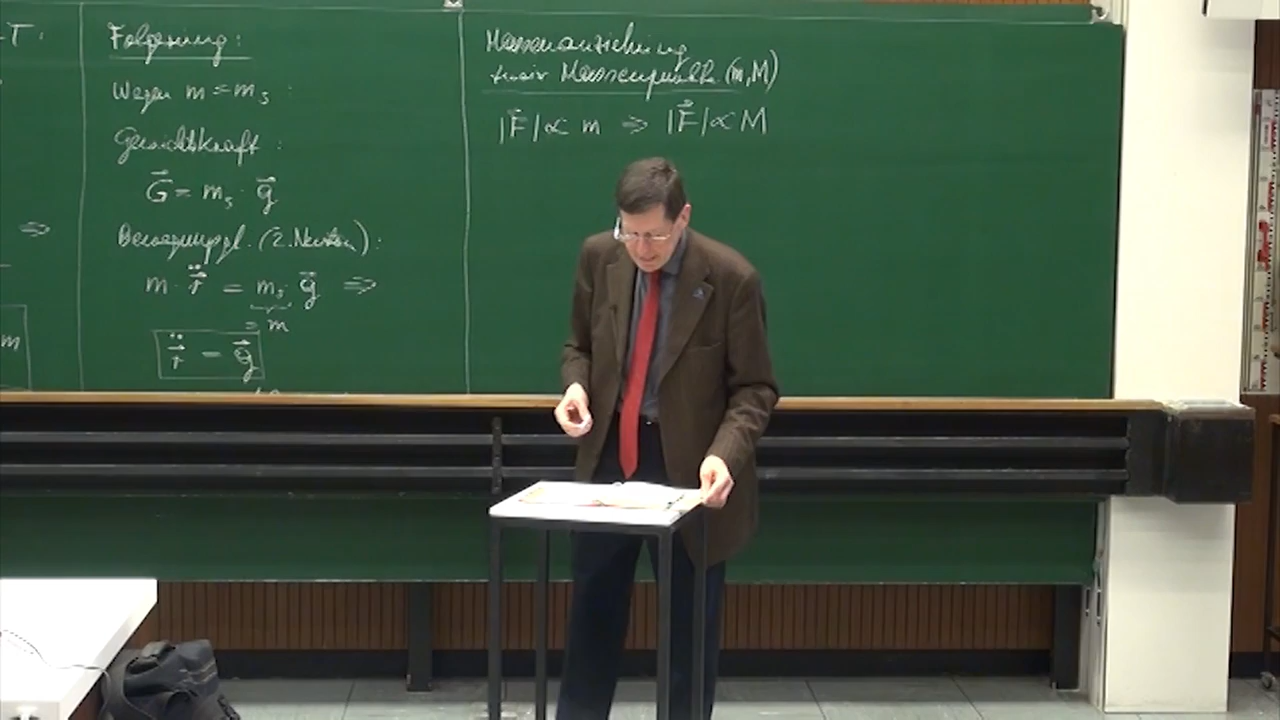 -T:
⇒
m
Folgerung:
Wegen m = m_s :
Gewichtskraft :
G⃗ = m_s · g⃗
Bewegungsgl. (2. Newton) :
m · r⃗̈ = m_s · g⃗ ⇒
= m
r⃗̈ = g⃗
Massenanziehung
zweier Massenpunkte (m, M)
|F⃗| ∝ m ⇒ |F⃗| ∝ M